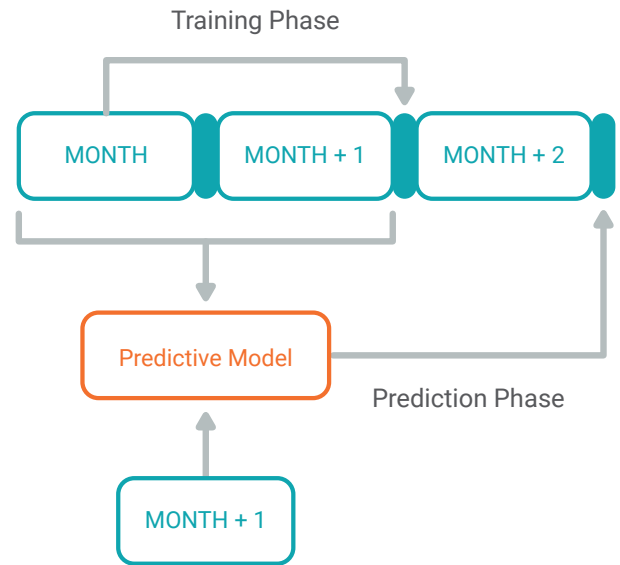 Training Phase
MONTH
MONTH + 1
MONTH + 2
Predictive Model
Prediction Phase
MONTH + 1